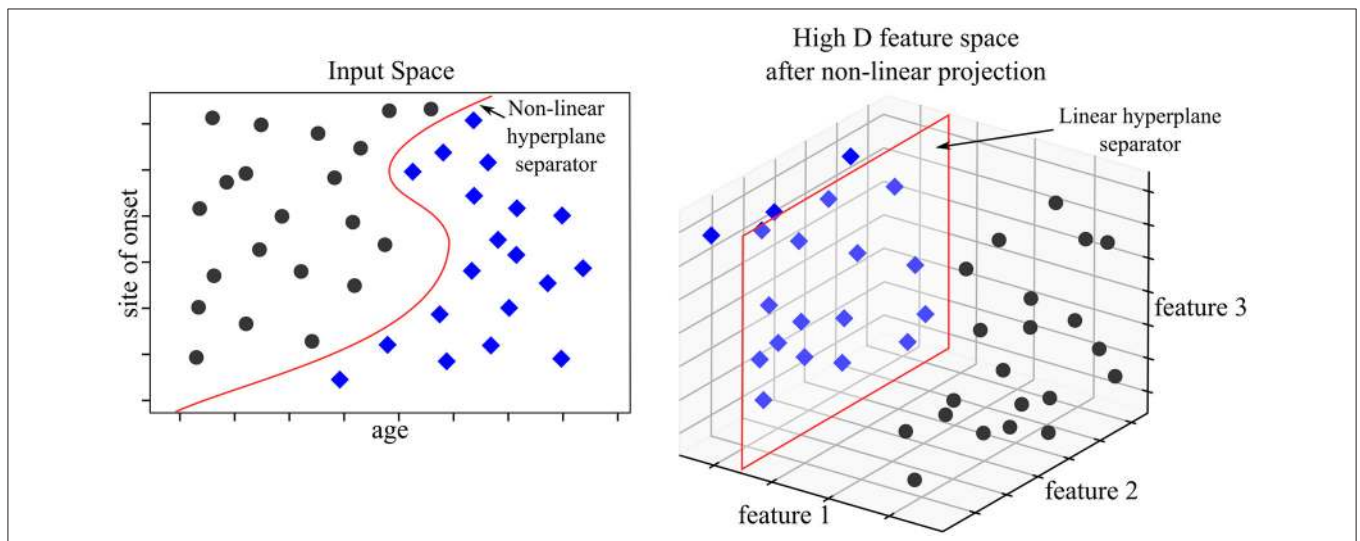 Input Space
Non-linear
hyperplane
separator
site of onset
age
High D feature space
after non-linear projection
Linear hyperplane
separator
feature 3
feature 2
feature 1